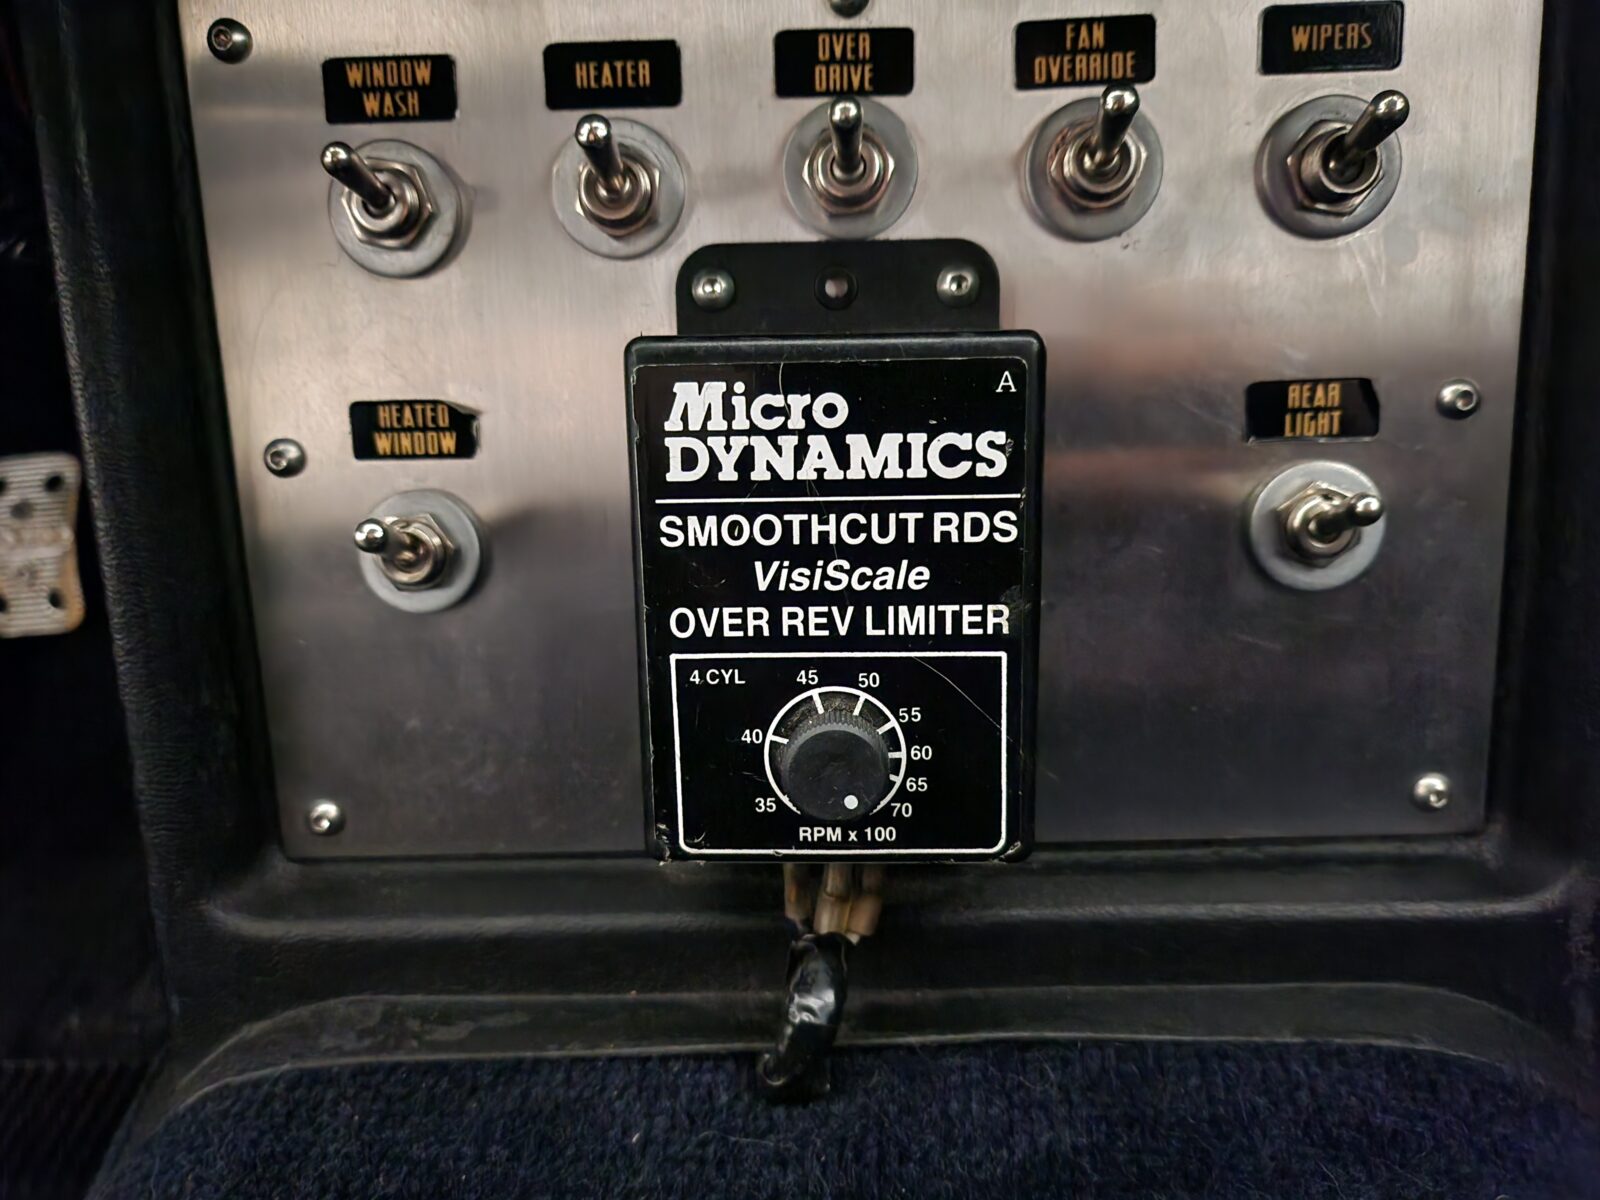 WINDOW
WASH
HEATER
OVER
DRIVE
FAN
OVERRIDE
WIPERS
HEATED
WINDOW
REAR
LIGHT
A
Micro
DYNAMICS
SMOOTHCUT RDS
VisiScale
OVER REV LIMITER
4 CYL
35
40
45
50
55
60
65
70
RPM x 100